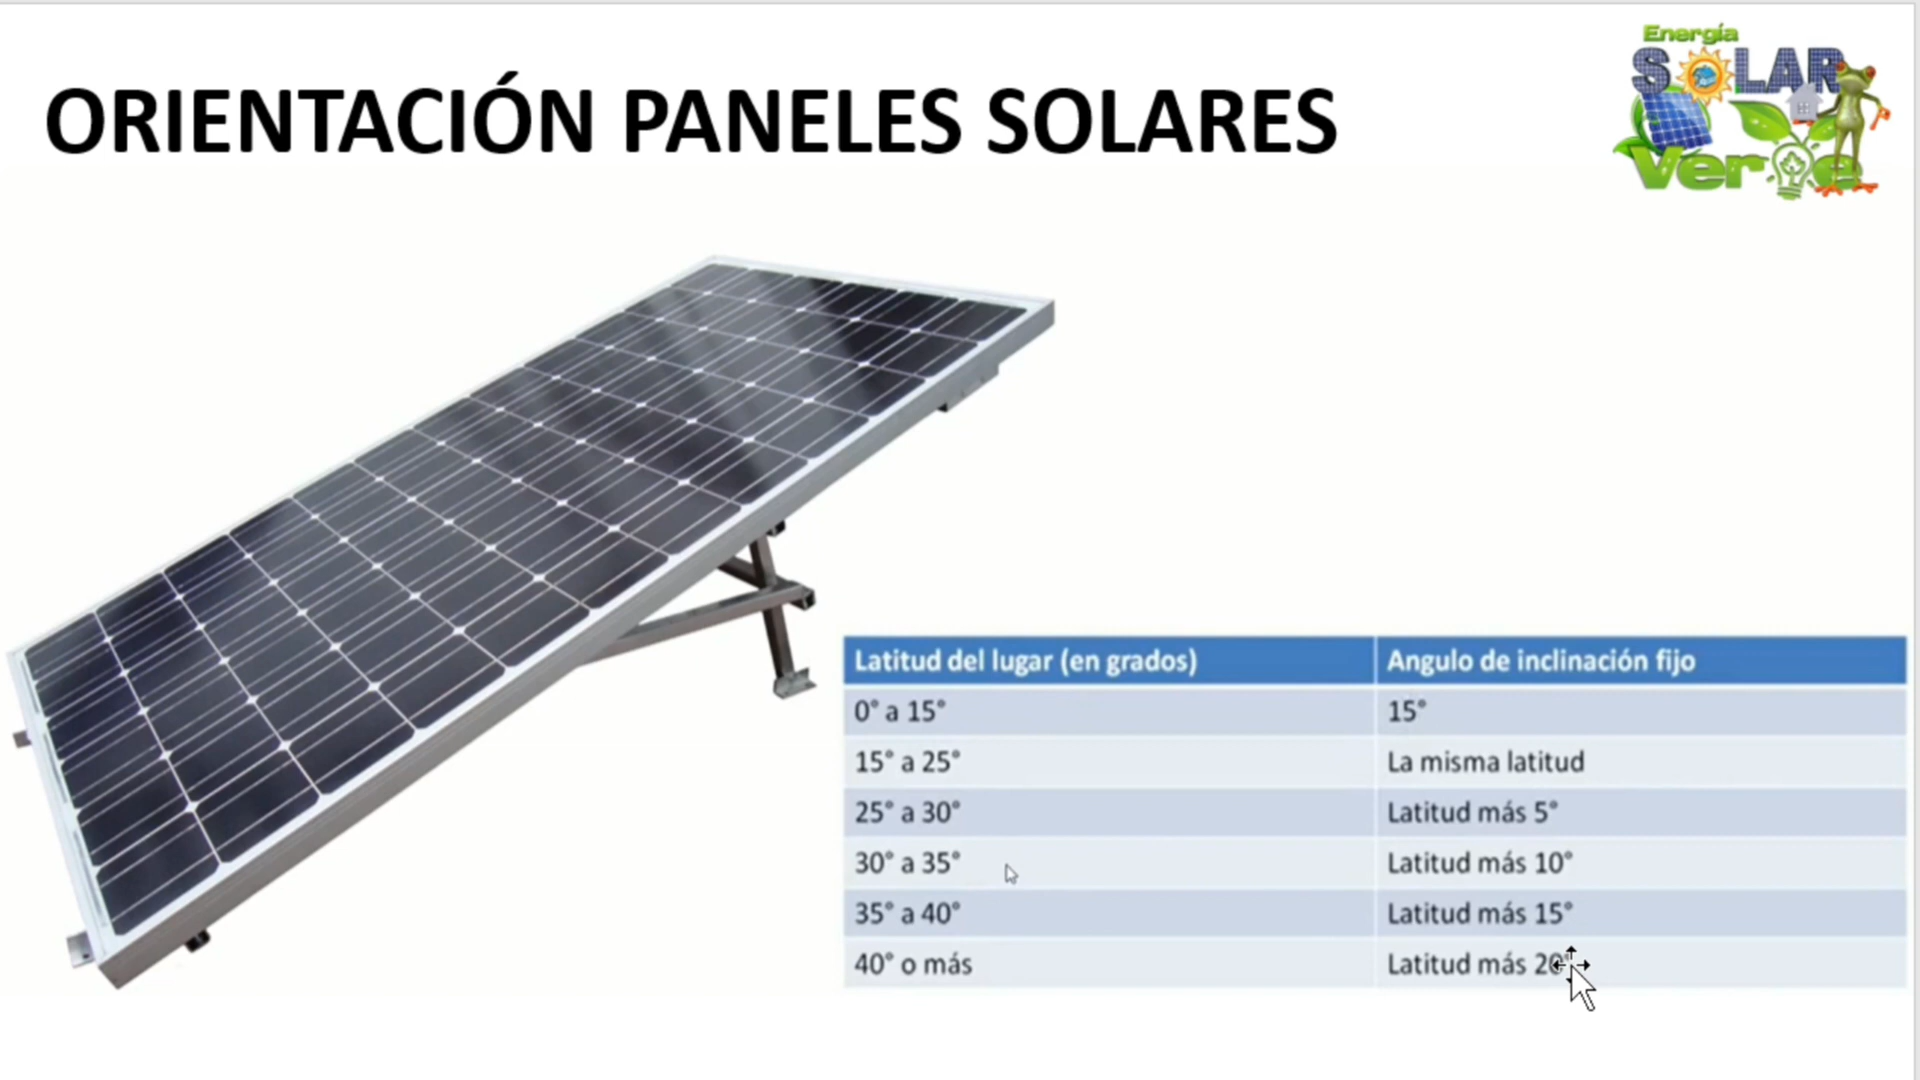 Energía
SOLAR
Verde
ORIENTACIÓN PANELES SOLARES
Latitud del lugar (en grados) Angulo de inclinación fijo
0° a 15° 15°
15° a 25° La misma latitud
25° a 30° Latitud más 5°
30° a 35° Latitud más 10°
35° a 40° Latitud más 15°
40° o más Latitud más 20°